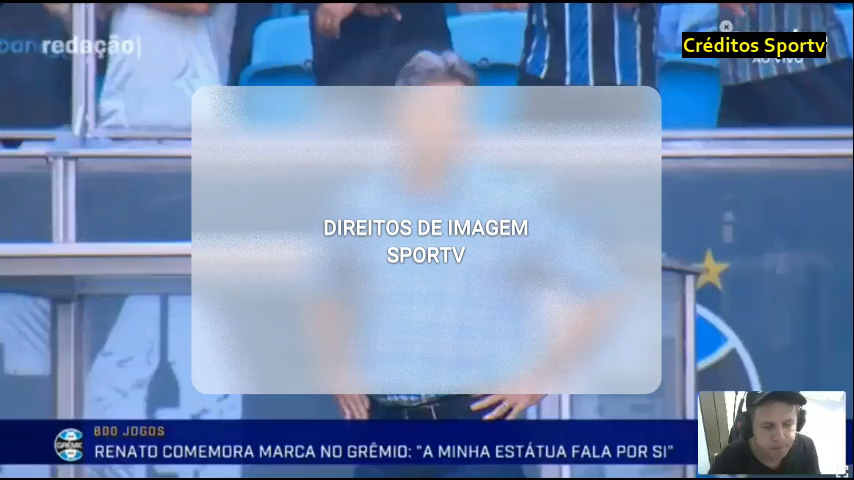 redação
Créditos Sportv
AO VIVO
DIREITOS DE IMAGEM
SPORTV
800 JOGOS
GRÊMIO
RENATO COMEMORA MARCA NO GRÊMIO: "A MINHA ESTÁTUA FALA POR SI"